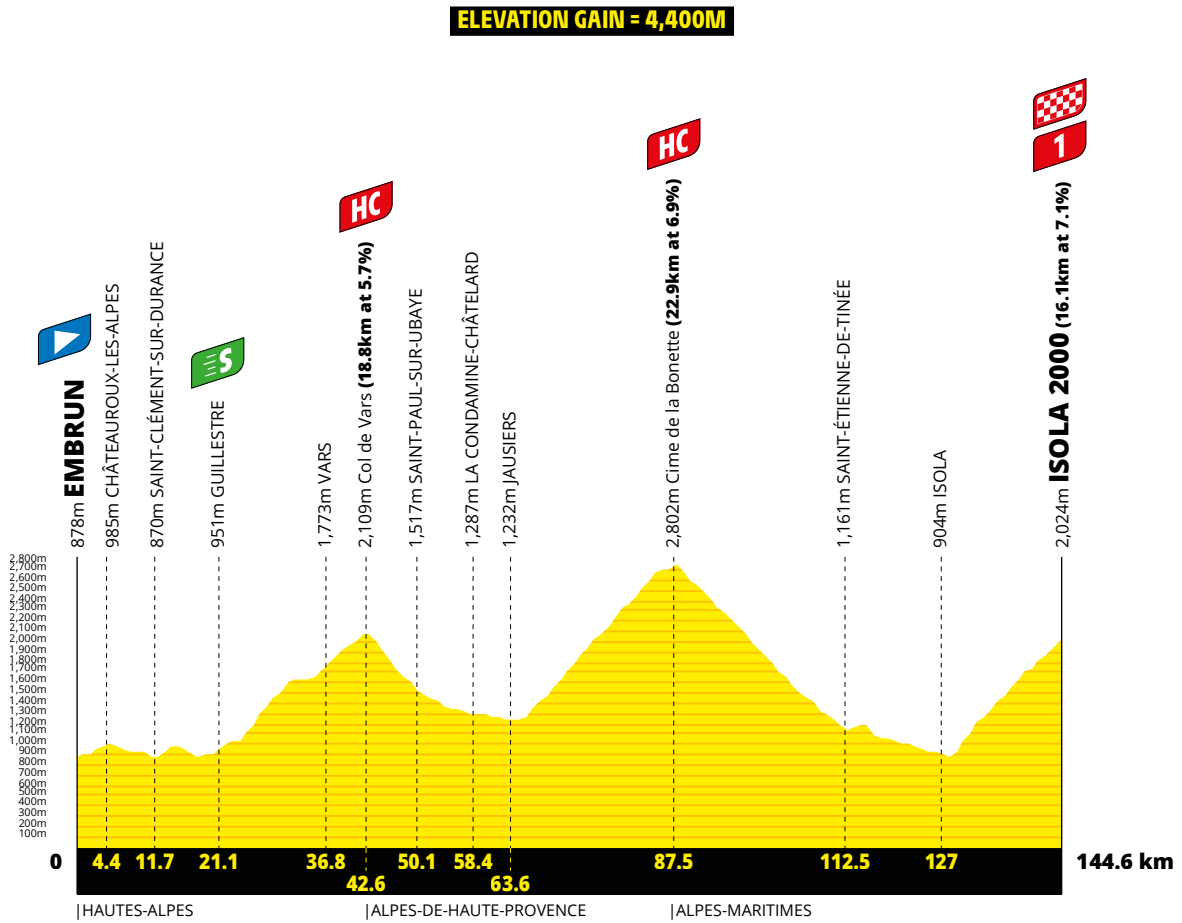 ELEVATION GAIN = 4,400M
878m EMBRUN
985m CHÂTEAUROUX-LES-ALPES
870m SAINT-CLÉMENT-SUR-DURANCE
S
951m GUILLESTRE
1,773m VARS
HC
2,109m Col de Vars (18.8km at 5.7%)
1,517m SAINT-PAUL-SUR-UBAYE
1,287m LA CONDAMINE-CHÂTELARD
1,232m JAUSIERS
HC
2,802m Cime de la Bonette (22.9km at 6.9%)
1,161m SAINT-ÉTIENNE-DE-TINÉE
904m ISOLA
1
2,024m ISOLA 2000 (16.1km at 7.1%)
2,800m
2,700m
2,600m
2,500m
2,400m
2,300m
2,200m
2,100m
2,000m
1,900m
1,800m
1,700m
1,600m
1,500m
1,400m
1,300m
1,200m
1,100m
1,000m
900m
800m
700m
600m
500m
400m
300m
200m
100m
0 4.4 11.7 21.1 36.8 50.1 58.4 87.5 112.5 127 144.6 km
42.6 63.6
|HAUTES-ALPES |ALPES-DE-HAUTE-PROVENCE |ALPES-MARITIMES